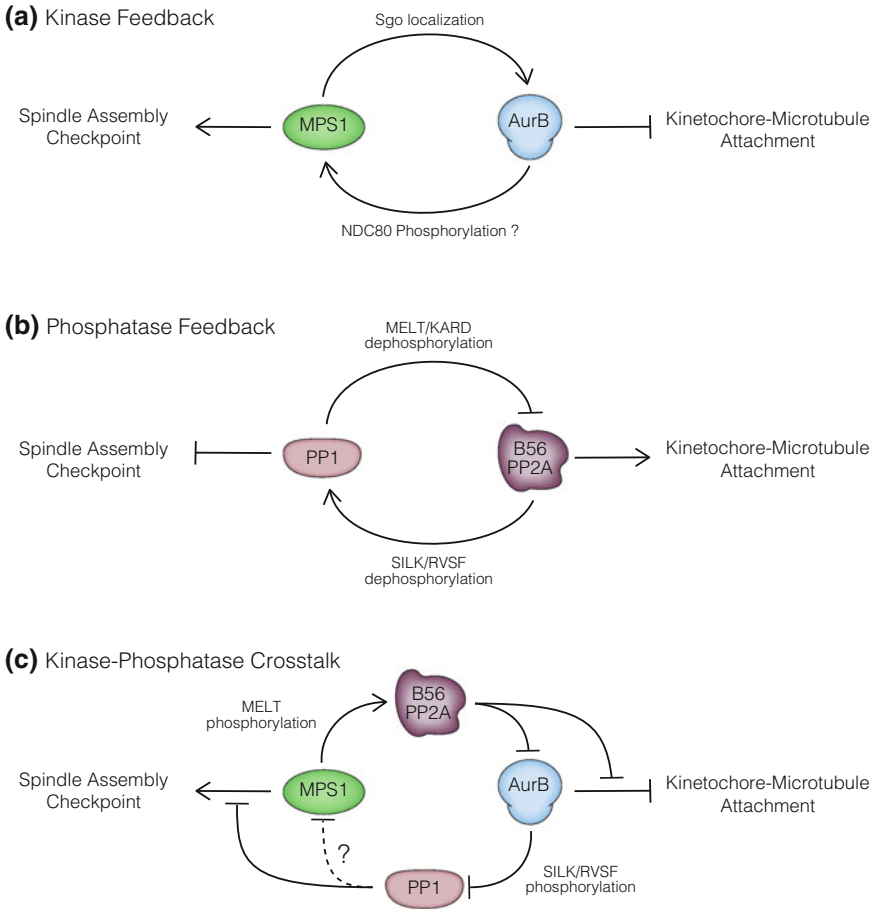 (a) Kinase Feedback
Sgo localization
Spindle Assembly
Checkpoint
MPS1
AurB
Kinetochore-Microtubule
Attachment
NDC80 Phosphorylation ?
(b) Phosphatase Feedback
MELT/KARD
dephosphorylation
Spindle Assembly
Checkpoint
PP1
B56
PP2A
Kinetochore-Microtubule
Attachment
SILK/RVSF
dephosphorylation
(c) Kinase-Phosphatase Crosstalk
MELT
phosphorylation
B56
PP2A
Spindle Assembly
Checkpoint
MPS1
AurB
Kinetochore-Microtubule
Attachment
?
PP1
SILK/RVSF
phosphorylation